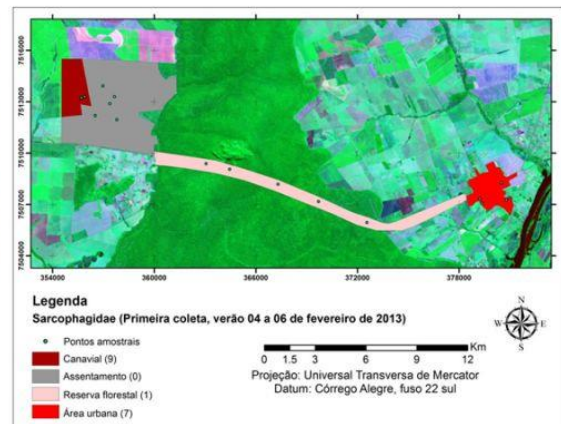 7516000
7513000
7510000
7507000
7504000
354000 360000 366000 372000 378000
Legenda
Sarcophagidae (Primeira coleta, verão 04 a 06 de fevereiro de 2013)
Pontos amostrais
Canavial (9)
Assentamento (0)
Reserva florestal (1)
Área urbana (7)
N
W E
S
Km
0 1.5 3 6 9 12
Projeção: Universal Transversa de Mercator
Datum: Córrego Alegre, fuso 22 sul